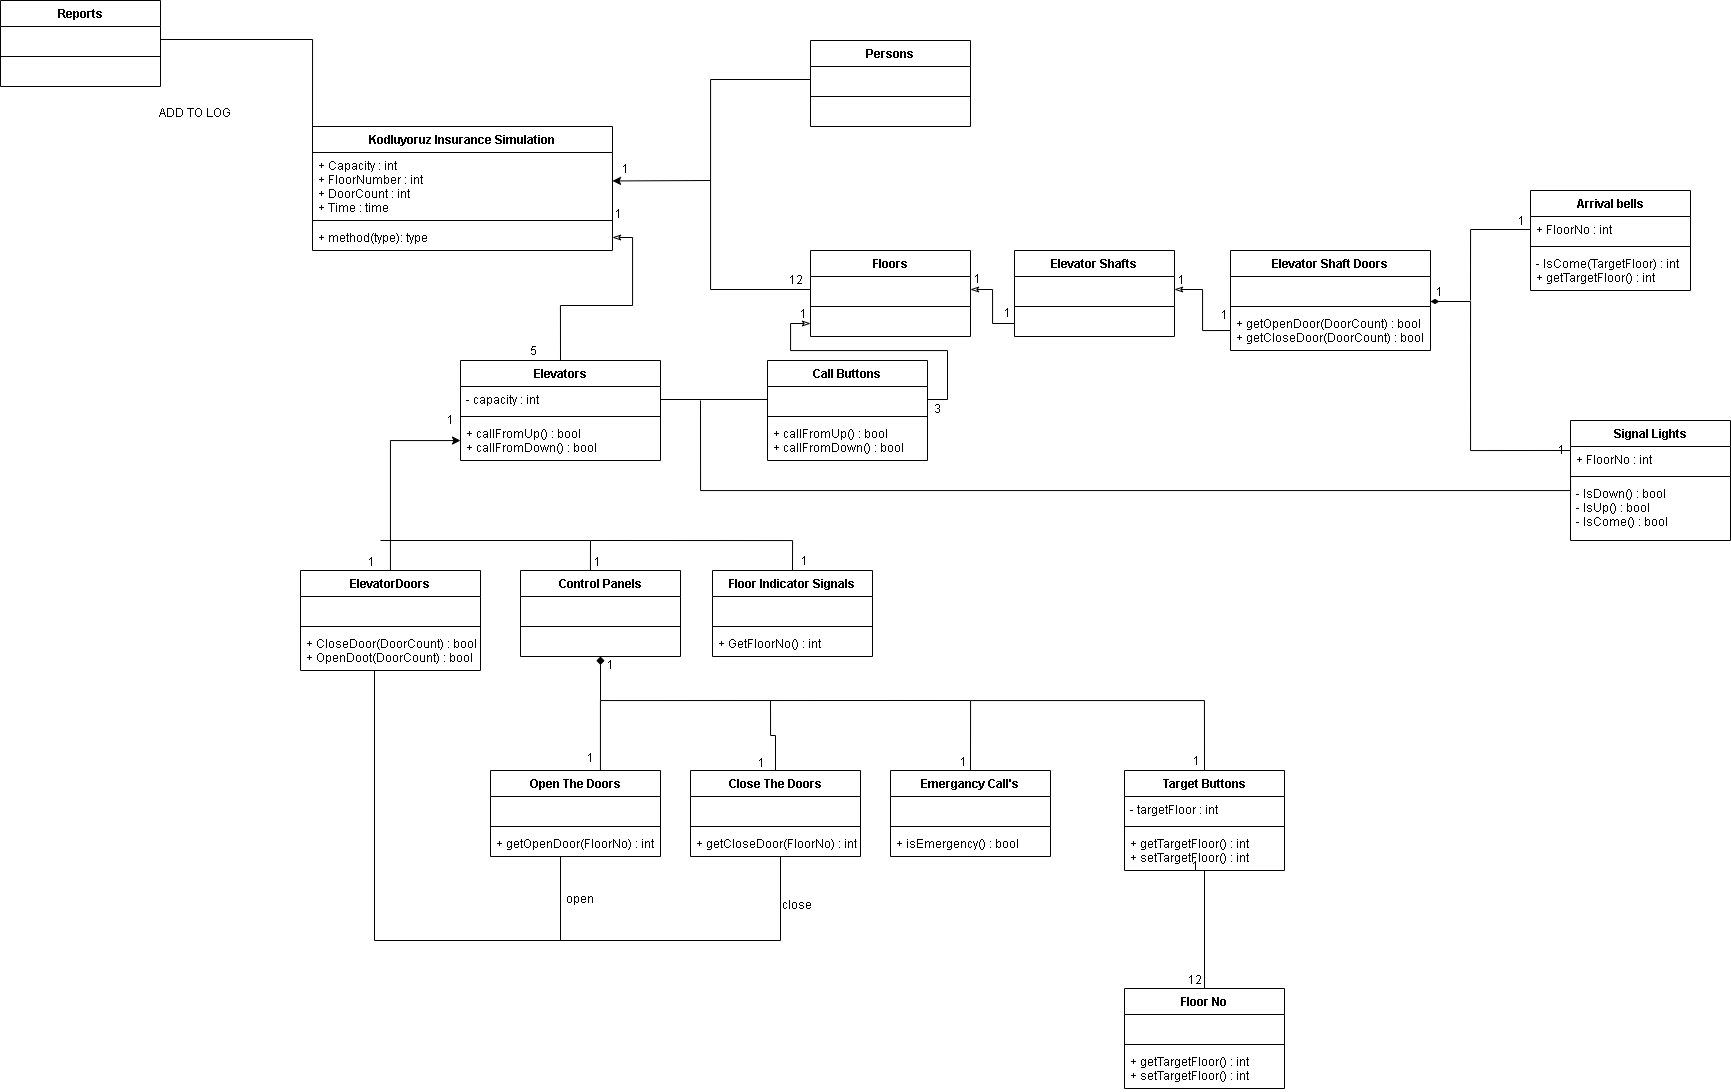 Reports
ADD TO LOG
Persons
Kodluyoruz Insurance Simulation
+ Capacity : int
+ FloorNumber : int
+ DoorCount : int
+ Time : time
+ method(type): type
1
1
12
Floors
1
1
1
Elevator Shafts
1
1
Elevator Shaft Doors
+ getOpenDoor(DoorCount) : bool
+ getCloseDoor(DoorCount) : bool
1
1
Arrival bells
+ FloorNo : int
- IsCome(TargetFloor) : int
+ getTargetFloor() : int
5
Elevators
- capacity : int
+ callFromUp() : bool
+ callFromDown() : bool
1
Call Buttons
+ callFromUp() : bool
+ callFromDown() : bool
3
1
Signal Lights
+ FloorNo : int
- IsDown() : bool
- IsUp() : bool
- IsCome() : bool
1
ElevatorDoors
+ CloseDoor(DoorCount) : bool
+ OpenDoot(DoorCount) : bool
1
Control Panels
1
1
Floor Indicator Signals
+ GetFloorNo() : int
1
Open The Doors
+ getOpenDoor(FloorNo) : int
1
Close The Doors
+ getCloseDoor(FloorNo) : int
1
Emergancy Call's
+ isEmergency() : bool
1
Target Buttons
- targetFloor : int
+ getTargetFloor() : int
+ setTargetFloor() : int
1
open
close
12
Floor No
+ getTargetFloor() : int
+ setTargetFloor() : int